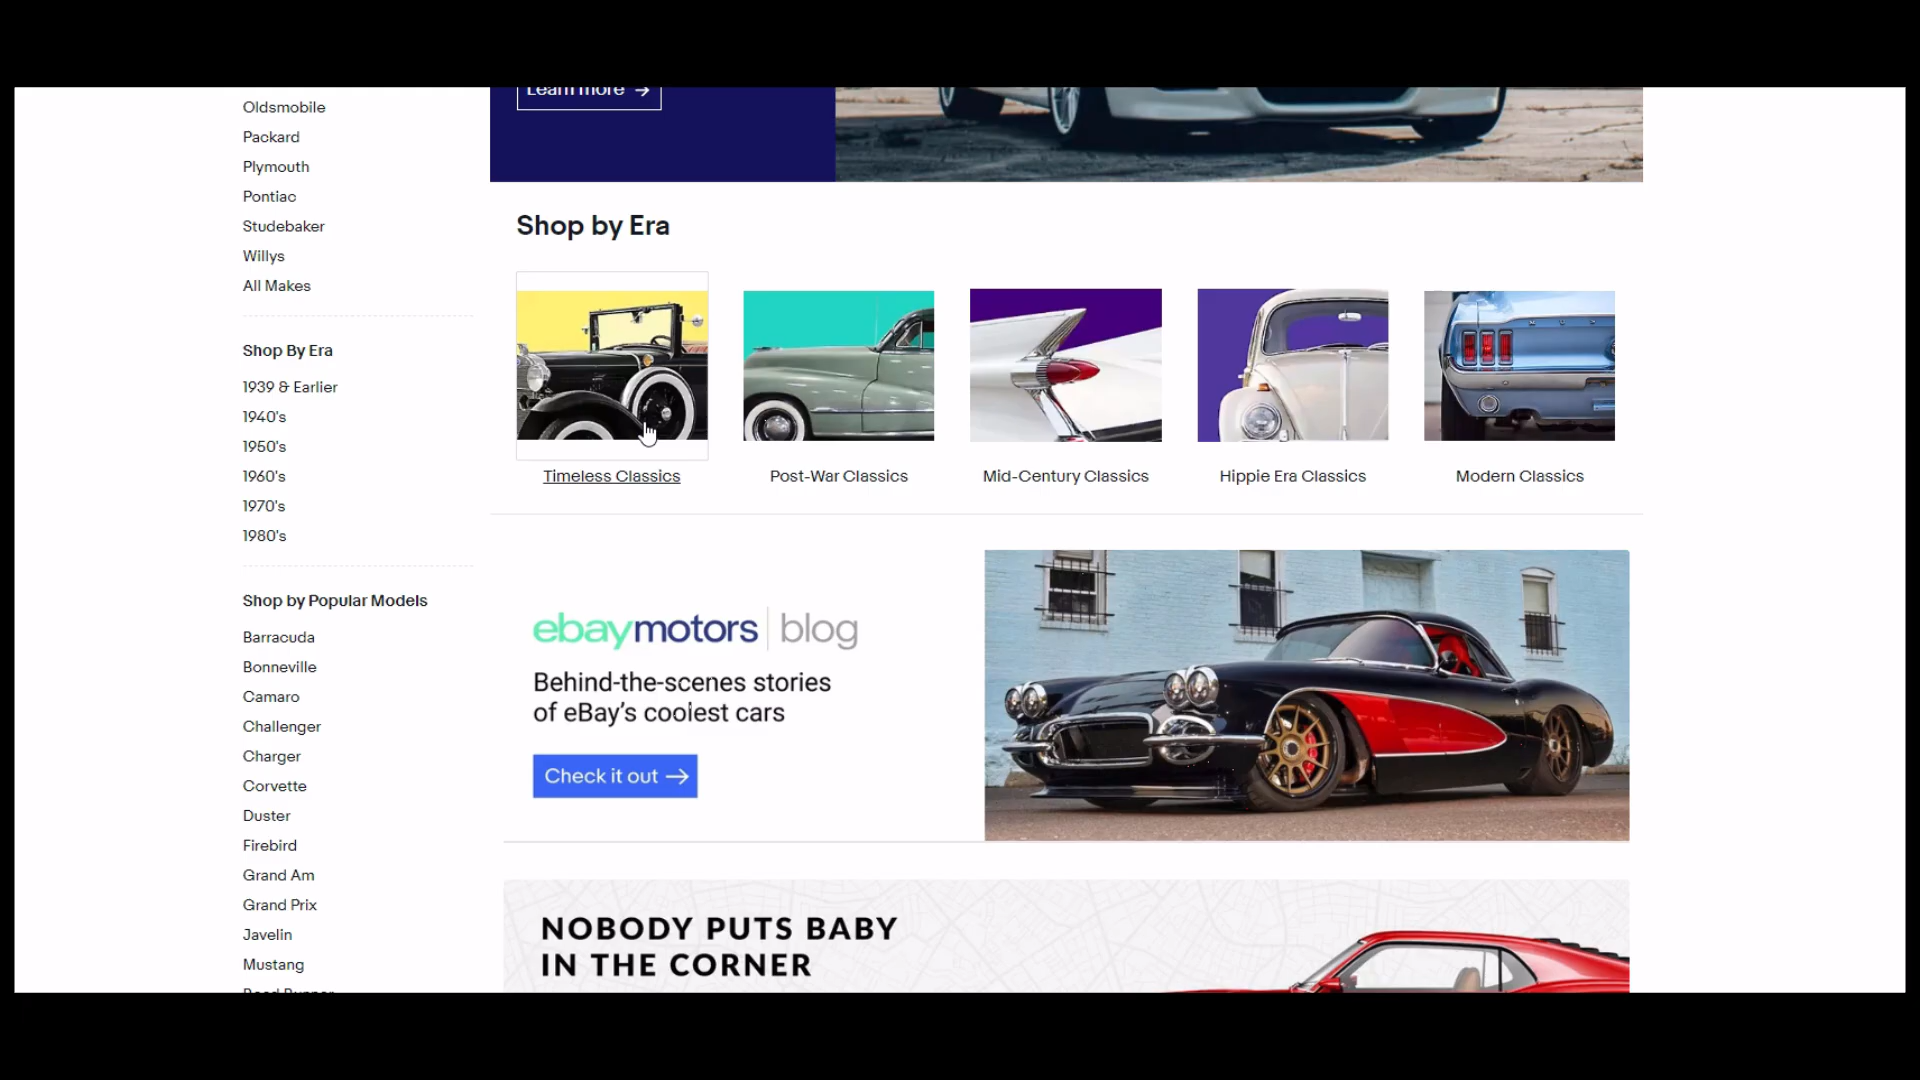 Learn more →
Oldsmobile
Packard
Plymouth
Pontiac
Studebaker
Willys
All Makes
Shop By Era
1939 & Earlier
1940's
1950's
1960's
1970's
1980's
Shop by Popular Models
Barracuda
Bonneville
Camaro
Challenger
Charger
Corvette
Duster
Firebird
Grand Am
Grand Prix
Javelin
Mustang
Shop by Era
Timeless Classics
Post-War Classics
Mid-Century Classics
Hippie Era Classics
Modern Classics
ebaymotors | blog
Behind-the-scenes stories
of eBay's coolest cars
Check it out →
NOBODY PUTS BABY
IN THE CORNER